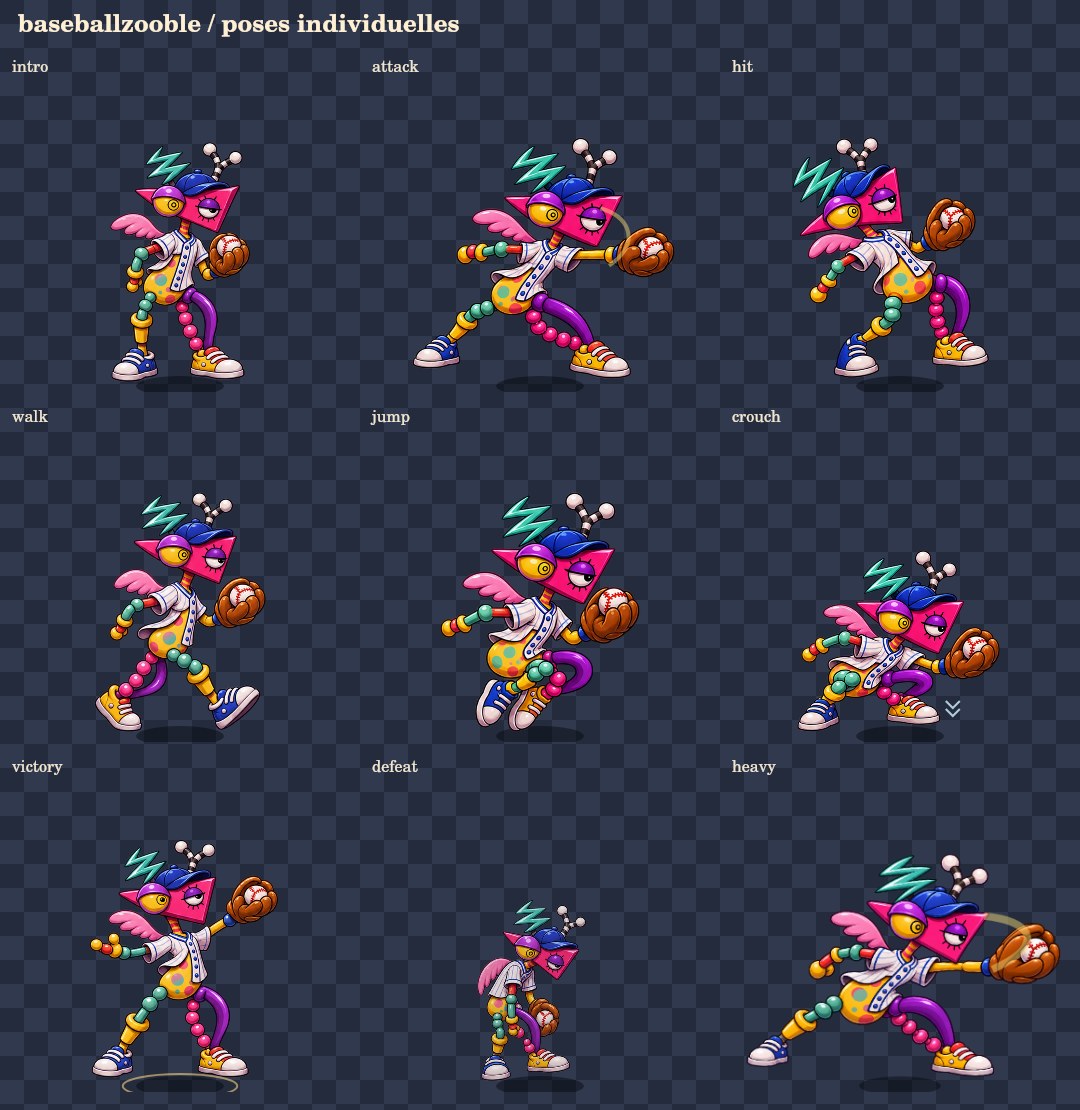 baseballzooble / poses individuelles
intro
attack
hit
walk
jump
crouch
victory
defeat
heavy